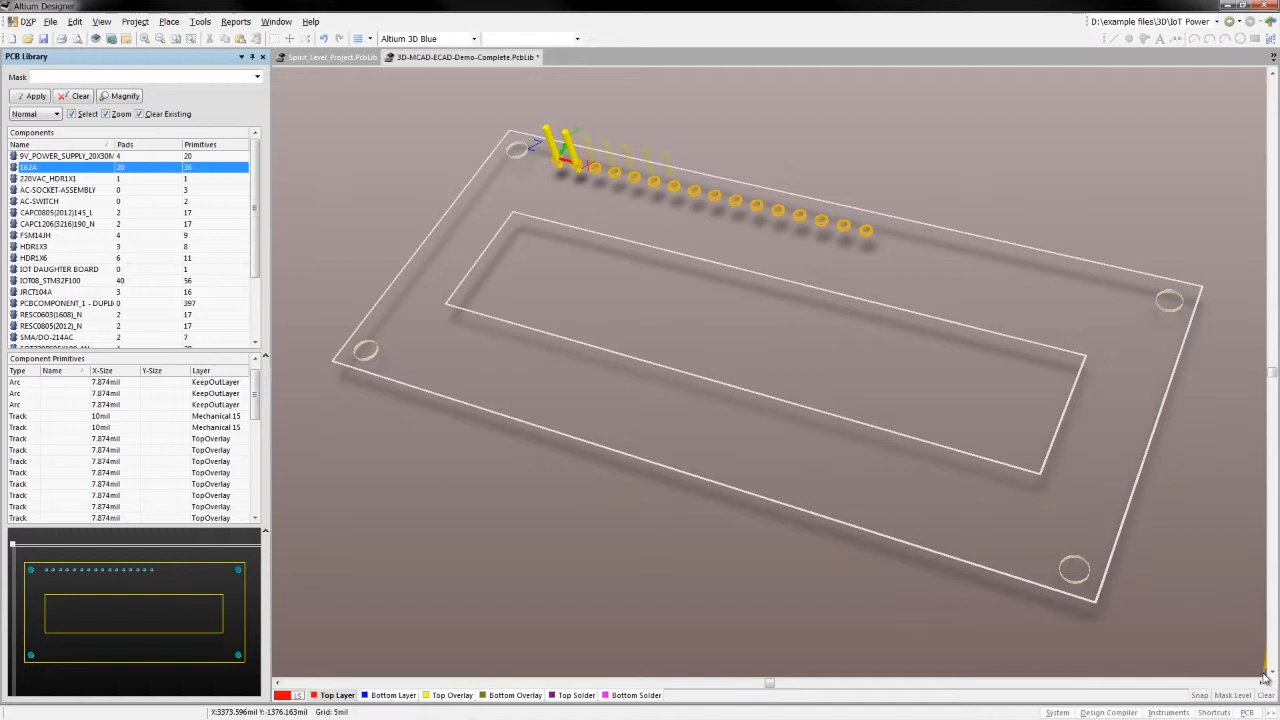 Altium Designer
DXP File Edit View Project Place Tools Reports Window Help D:\example files\3D\IoT Power
Altium 3D Blue
PCB Library
Spirit_Level_Project.PcbLib 3D-MCAD-ECAD-Demo-Complete.PcbLib *
Mask
Apply Clear Magnify
Normal Select Zoom Clear Existing
Components
Name Pads Primitives
9V_POWER_SUPPLY_20X30M 4 20
162A 20 36
220VAC_HDR1X1 1 1
AC-SOCKET-ASSEMBLY 0 3
AC-SWITCH 0 2
CAPC0805(2012)145_L 2 17
CAPC1206(3216)190_N 2 17
FSM14JH 4 9
HDR1X3 3 8
HDR1X6 6 11
IOT DAUGHTER BOARD 0 1
IOT08_STM32F100 40 56
JRCT104A 3 16
PCBCOMPONENT_1 - DUPLI 0 397
RESC0603(1608)_N 2 17
RESC0805(2012)_N 2 17
SMA/DO-214AC 2 7
Component Primitives
Type Name X-Size Y-Size Layer
Arc 7.874mil KeepOutLayer
Arc 7.874mil KeepOutLayer
Arc 7.874mil KeepOutLayer
Track 10mil Mechanical 15
Track 10mil Mechanical 15
Track 7.874mil TopOverlay
Track 7.874mil TopOverlay
Track 7.874mil TopOverlay
Track 7.874mil TopOverlay
Track 7.874mil TopOverlay
Track 7.874mil TopOverlay
Track 7.874mil TopOverlay
Track 7.874mil TopOverlay
LS Top Layer Bottom Layer Top Overlay Bottom Overlay Top Solder Bottom Solder Snap Mask Level Clear
X:3373.596mil Y:-1376.163mil Grid: 5mil System Design Compiler Instruments Shortcuts PCB >>